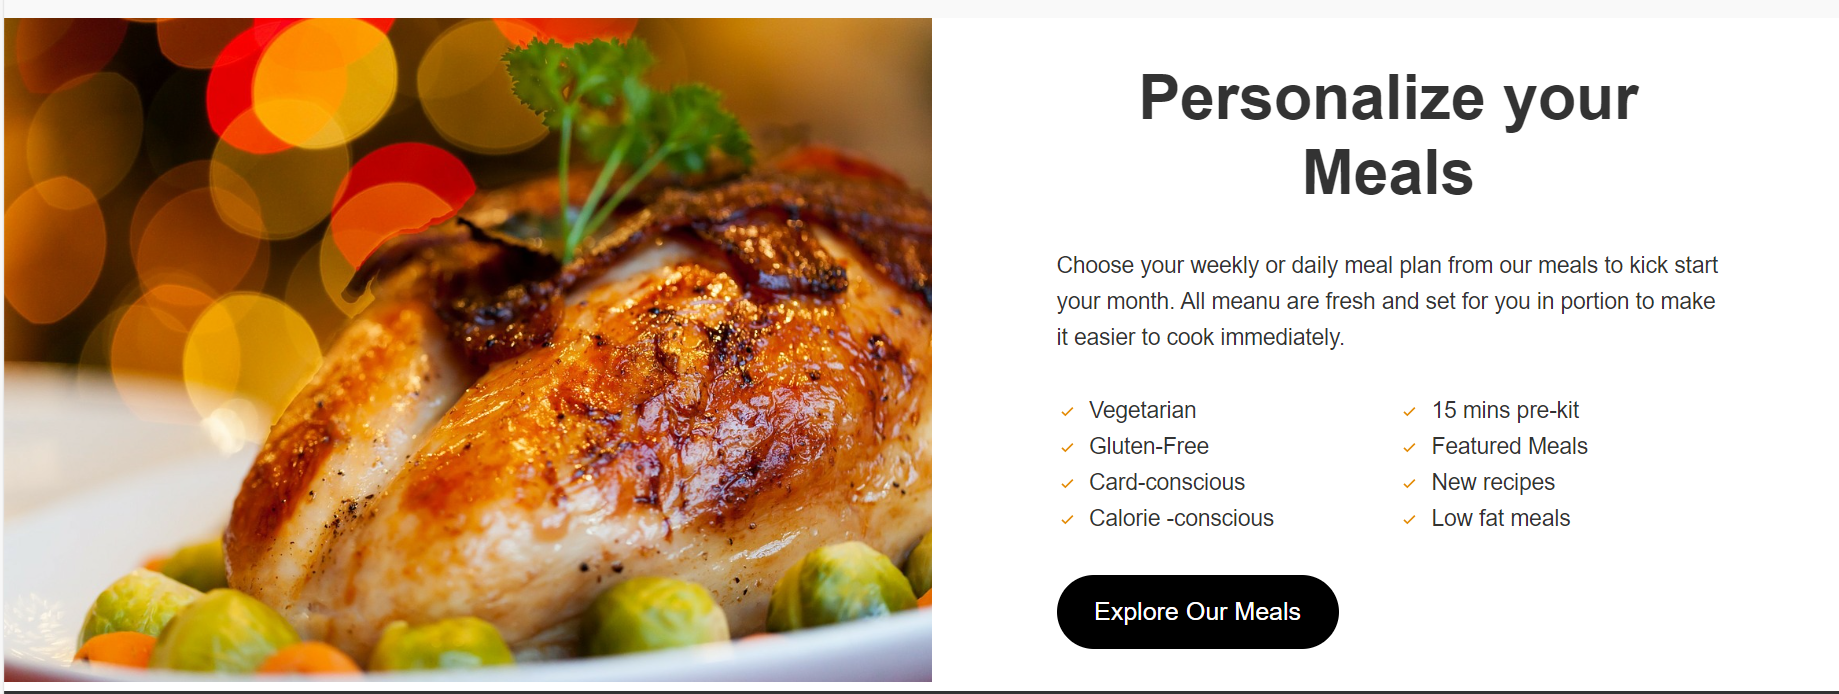 Personalize your
Meals
Choose your weekly or daily meal plan from our meals to kick start
your month. All meanu are fresh and set for you in portion to make
it easier to cook immediately.
Vegetarian
Gluten-Free
Card-conscious
Calorie -conscious
15 mins pre-kit
Featured Meals
New recipes
Low fat meals
Explore Our Meals